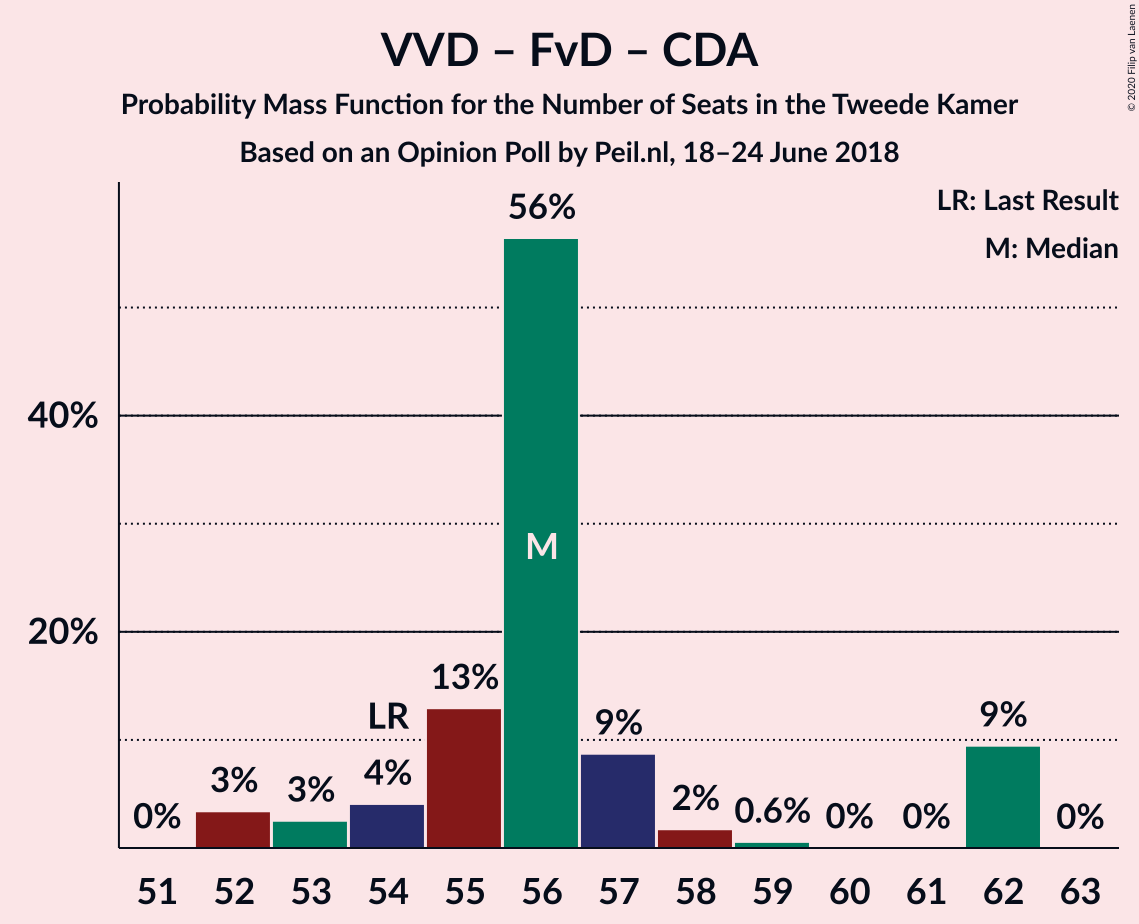 VVD – FvD – CDA
Probability Mass Function for the Number of Seats in the Tweede Kamer
Based on an Opinion Poll by Peil.nl, 18–24 June 2018
© 2020 Filip van Laenen
LR: Last Result
M: Median
56%
40%
M
20%
13%
LR
9%
9%
4%
3%
3%
2%
0.6%
0%
0%
0%
0%
51 52 53 54 55 56 57 58 59 60 61 62 63